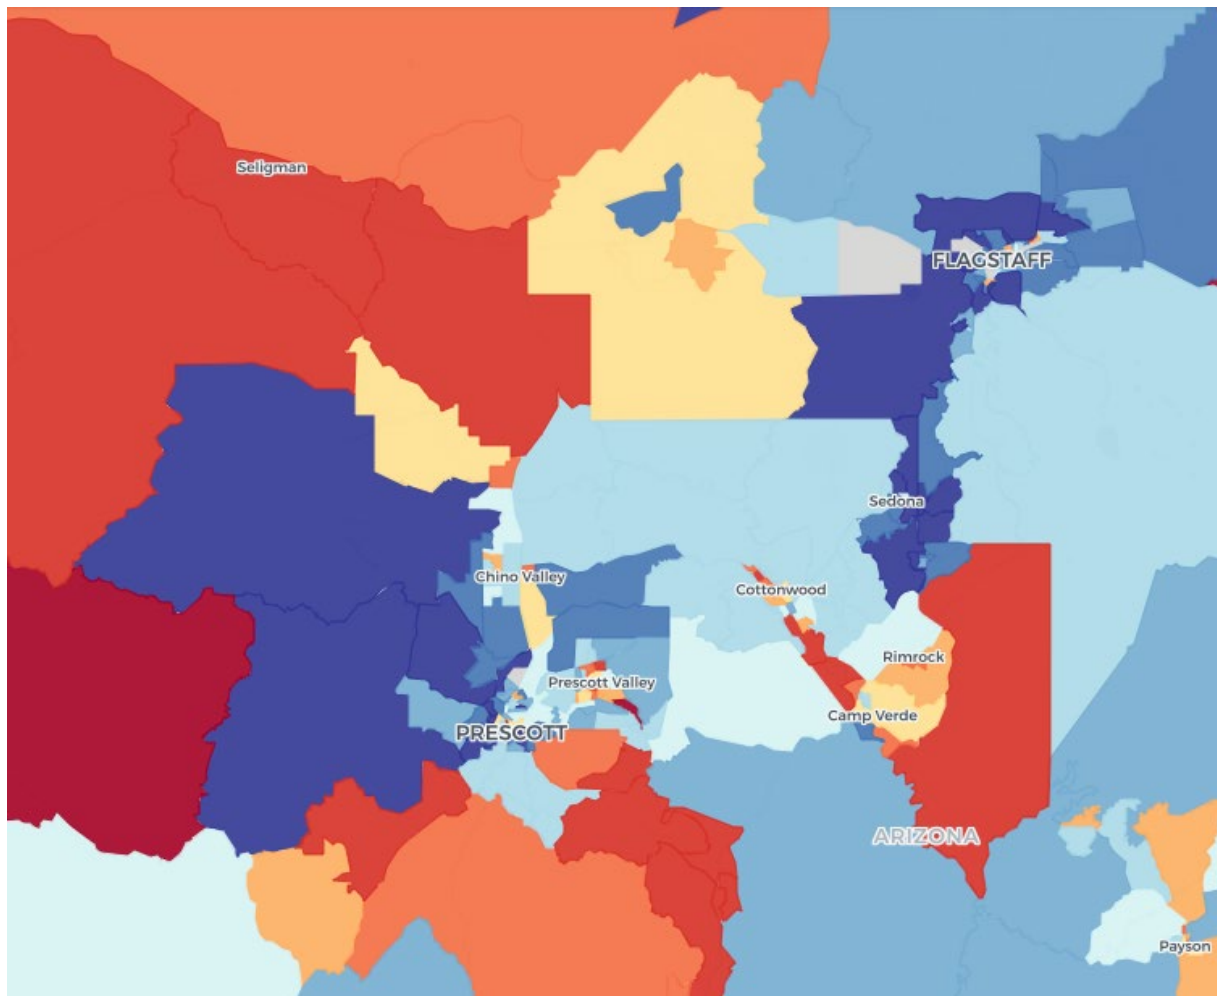 Seligman
FLAGSTAFF
Sedona
Chino Valley
Cottonwood
Rimrock
Prescott Valley
Camp Verde
PRESCOTT
ARIZONA
Payson